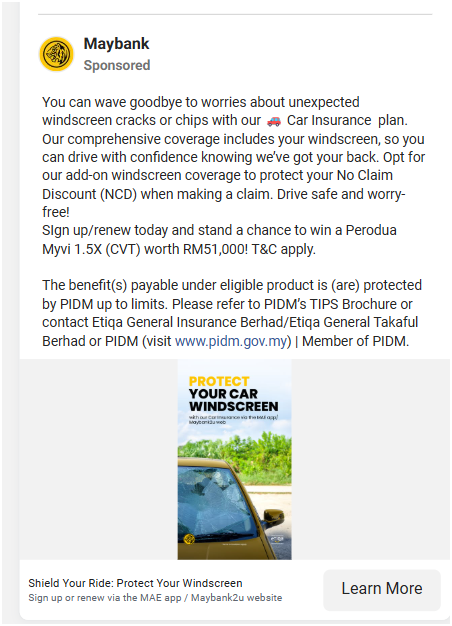 Maybank
Sponsored
You can wave goodbye to worries about unexpected
windscreen cracks or chips with our 🚗 Car Insurance plan.
Our comprehensive coverage includes your windscreen, so you
can drive with confidence knowing we've got your back. Opt for
our add-on windscreen coverage to protect your No Claim
Discount (NCD) when making a claim. Drive safe and worry-
free!
SIgn up/renew today and stand a chance to win a Perodua
Myvi 1.5X (CVT) worth RM51,000! T&C apply.
The benefit(s) payable under eligible product is (are) protected
by PIDM up to limits. Please refer to PIDM's TIPS Brochure or
contact Etiqa General Insurance Berhad/Etiqa General Takaful
Berhad or PIDM (visit www.pidm.gov.my) | Member of PIDM.
PROTECT
YOUR CAR
WINDSCREEN
with our Car Insurance via the MAE app/
Maybank2u web
Shield Your Ride: Protect Your Windscreen
Sign up or renew via the MAE app / Maybank2u website
Learn More